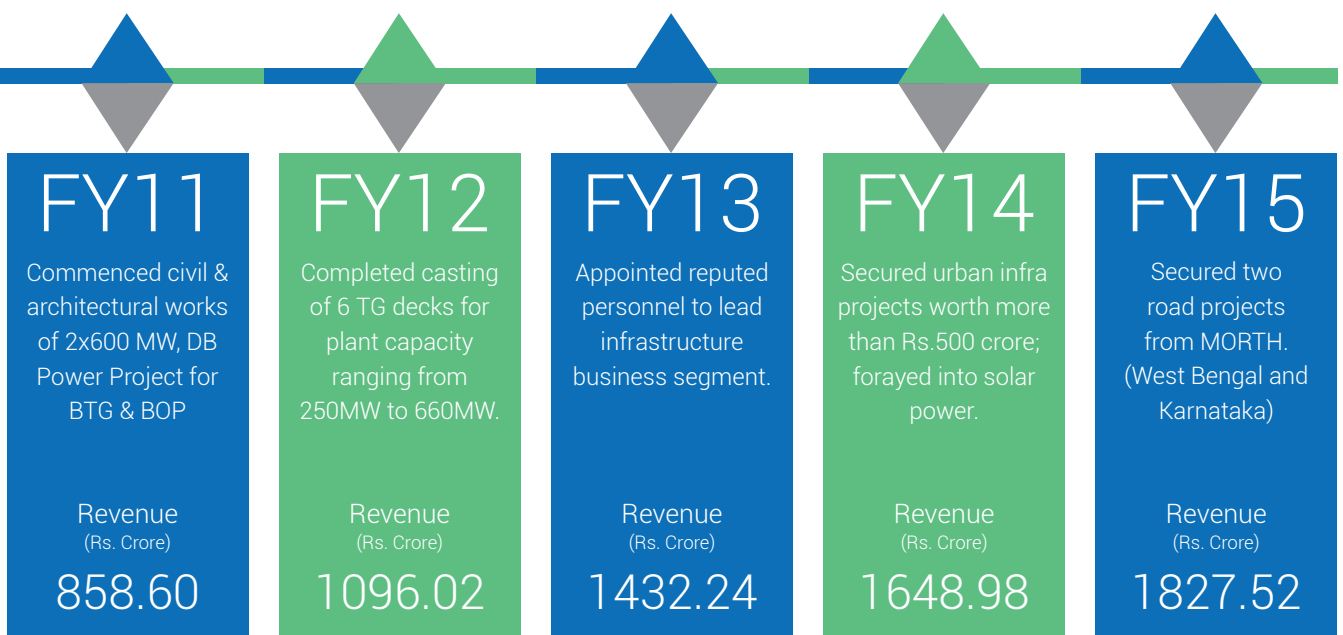 FY11
Commenced civil &
architectural works
of 2x600 MW, DB
Power Project for
BTG & BOP
Revenue
(Rs. Crore)
858.60
FY12
Completed casting
of 6 TG decks for
plant capacity
ranging from
250MW to 660MW.
Revenue
(Rs. Crore)
1096.02
FY13
Appointed reputed
personnel to lead
infrastructure
business segment.
Revenue
(Rs. Crore)
1432.24
FY14
Secured urban infra
projects worth more
than Rs.500 crore;
forayed into solar
power.
Revenue
(Rs. Crore)
1648.98
FY15
Secured two
road projects
from MORTH.
(West Bengal and
Karnataka)
Revenue
(Rs. Crore)
1827.52